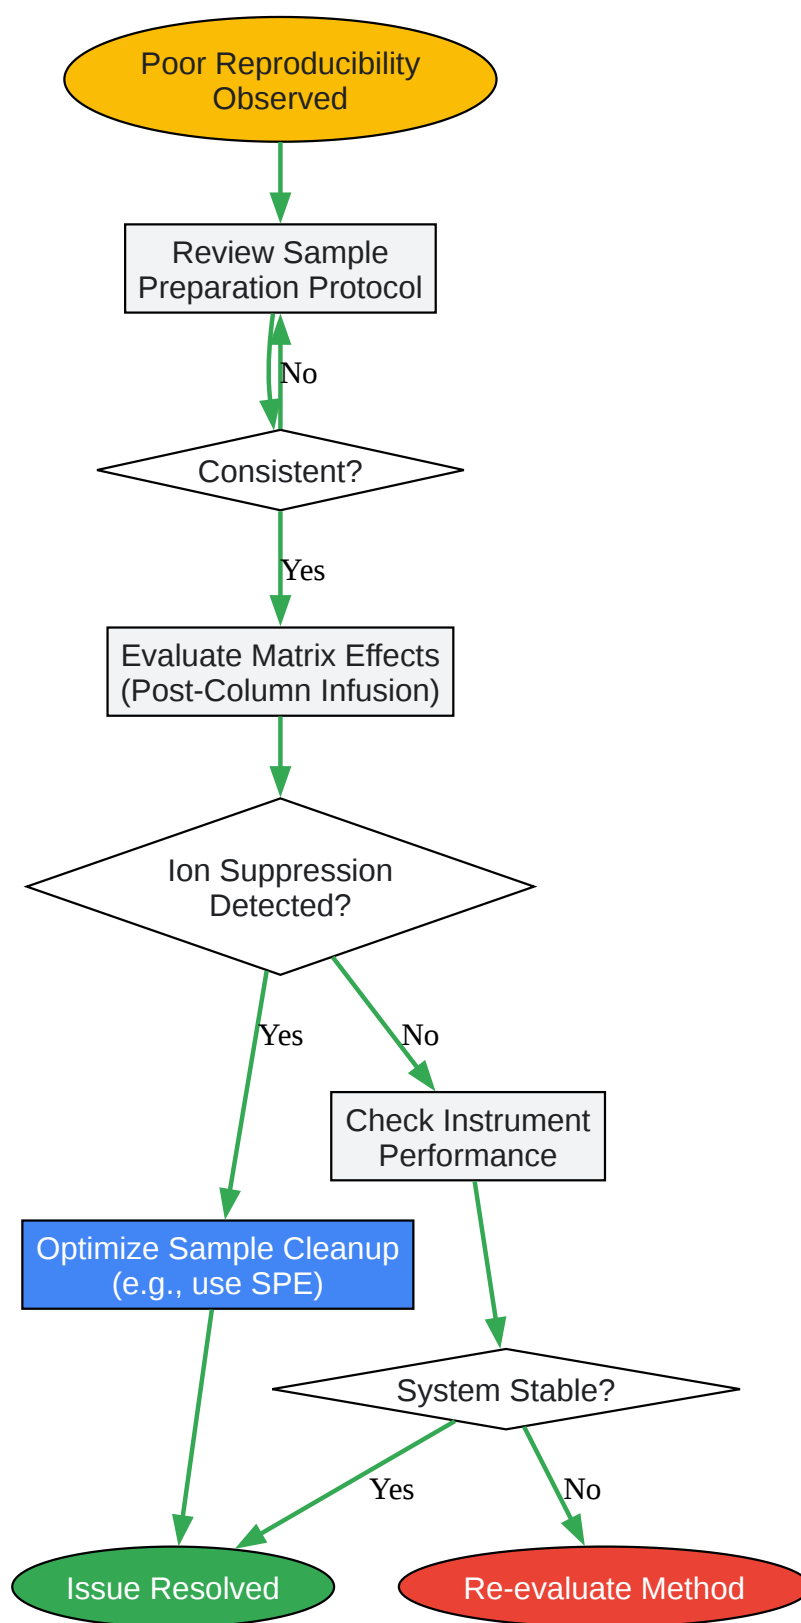 Poor Reproducibility
Observed
Review Sample
Preparation Protocol
No
Consistent?
Yes
Evaluate Matrix Effects
(Post-Column Infusion)
Ion Suppression
Detected?
Yes
No
Check Instrument
Performance
Optimize Sample Cleanup
(e.g., use SPE)
System Stable?
Yes
No
Issue Resolved
Re-evaluate Method